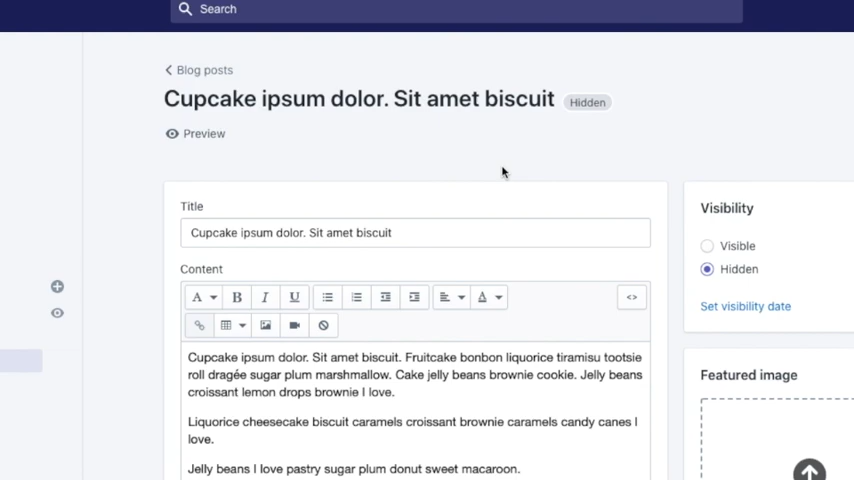 Search
Blog posts
Cupcake ipsum dolor. Sit amet biscuit Hidden
Preview
Title
Cupcake ipsum dolor. Sit amet biscuit
Content
A B I U A <>
Cupcake ipsum dolor. Sit amet biscuit. Fruitcake bonbon liquorice tiramisu tootsie
roll dragée sugar plum marshmallow. Cake jelly beans brownie cookie. Jelly beans
croissant lemon drops brownie I love.
Liquorice cheesecake biscuit caramels croissant brownie caramels candy canes I
love.
Jelly beans I love pastry sugar plum donut sweet macaroon.
Visibility
Visible
Hidden
Set visibility date
Featured image